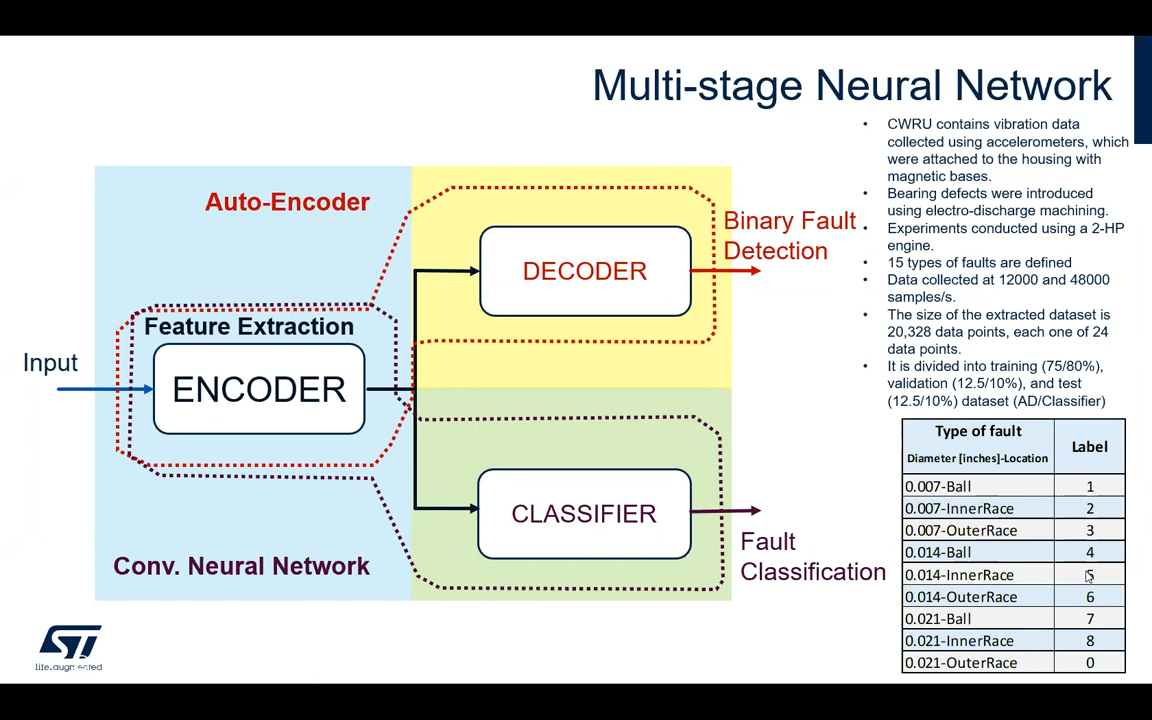 Multi-stage Neural Network
• CWRU contains vibration data
collected using accelerometers, which
were attached to the housing with
magnetic bases.
• Bearing defects were introduced
using electro-discharge machining.
• Experiments conducted using a 2-HP
engine.
• 15 types of faults are defined
• Data collected at 12000 and 48000
samples/s.
• The size of the extracted dataset is
20,328 data points, each one of 24
data points.
• It is divided into training (75/80%),
validation (12.5/10%), and test
(12.5/10%) dataset (AD/Classifier)
Auto-Encoder
Binary Fault
Detection
DECODER
Feature Extraction
Input
ENCODER
CLASSIFIER
Fault
Classification
Conv. Neural Network
Type of fault
Diameter [inches]-Location
Label
0.007-Ball 1
0.007-InnerRace 2
0.007-OuterRace 3
0.014-Ball 4
0.014-InnerRace 5
0.014-OuterRace 6
0.021-Ball 7
0.021-InnerRace 8
0.021-OuterRace 0
ST
life.augmented